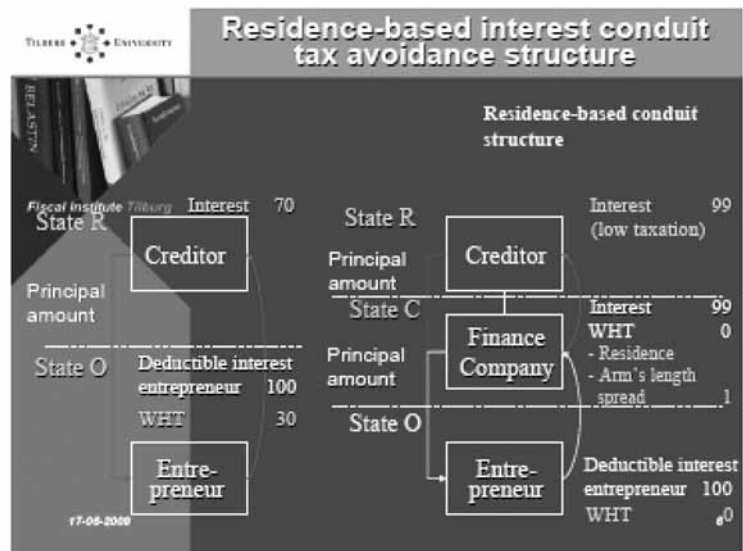 TILBURG UNIVERSITY
Residence-based interest conduit
tax avoidance structure
BELASTIN
Residence-based conduit
structure
Fiscal Institute Tilburg
Interest 70
State R
Creditor
Principal
amount
State O
Deductible interest
entrepreneur 100
WHT 30
Entre-
preneur
17-06-2009
State R
Interest 99
(low taxation)
Creditor
Principal
amount
State C
Interest 99
WHT 0
- Residence
- Arm's length
spread 1
Finance
Company
Principal
amount
State O
Entre-
preneur
Deductible interest
entrepreneur 100
WHT 0